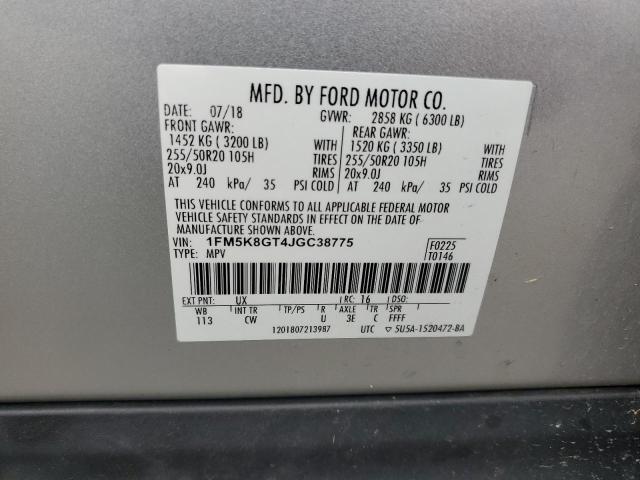 MFD. BY FORD MOTOR CO.
DATE: 07/18 GVWR: 2858 KG ( 6300 LB)
FRONT GAWR: REAR GAWR:
1452 KG ( 3200 LB) WITH 1520 KG ( 3350 LB) WITH
255/50R20 105H TIRES 255/50R20 105H TIRES
20x9.0J RIMS 20x9.0J RIMS
AT 240 kPa/ 35 PSI COLD AT 240 kPa/ 35 PSI COLD
THIS VEHICLE CONFORMS TO ALL APPLICABLE FEDERAL MOTOR
VEHICLE SAFETY STANDARDS IN EFFECT ON THE DATE OF
MANUFACTURE SHOWN ABOVE.
VIN: 1FM5K8GT4JGC38775 F0225
TYPE: MPV T0146
EXT PNT: UX RC: 16 DSO:
WB INT TR TP/PS R AXLE TR SPR
113 CW U 3E C FFFF
1201807213987 UTC ▽ 5U5A-1520472-BA